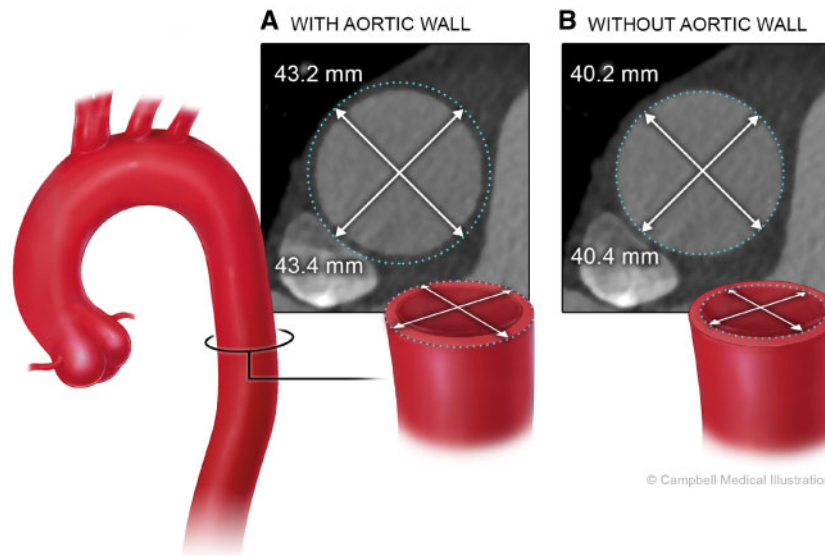 A WITH AORTIC WALL
B WITHOUT AORTIC WALL
43.2 mm
43.4 mm
40.2 mm
40.4 mm
© Campbell Medical Illustration